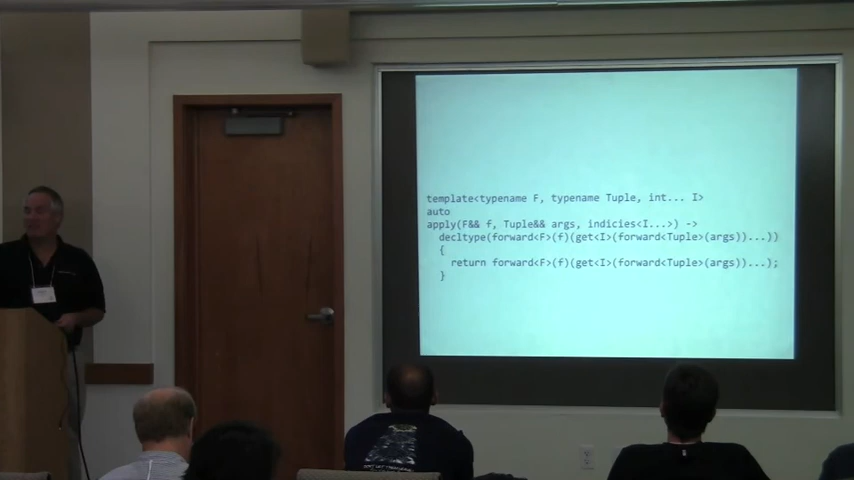 template<typename F, typename Tuple, int... I>
auto
apply(F&& f, Tuple&& args, indicies<I...>) ->
decltype(forward<F>(f)(get<I>(forward<Tuple>(args))...))
{
return forward<F>(f)(get<I>(forward<Tuple>(args))...);
}